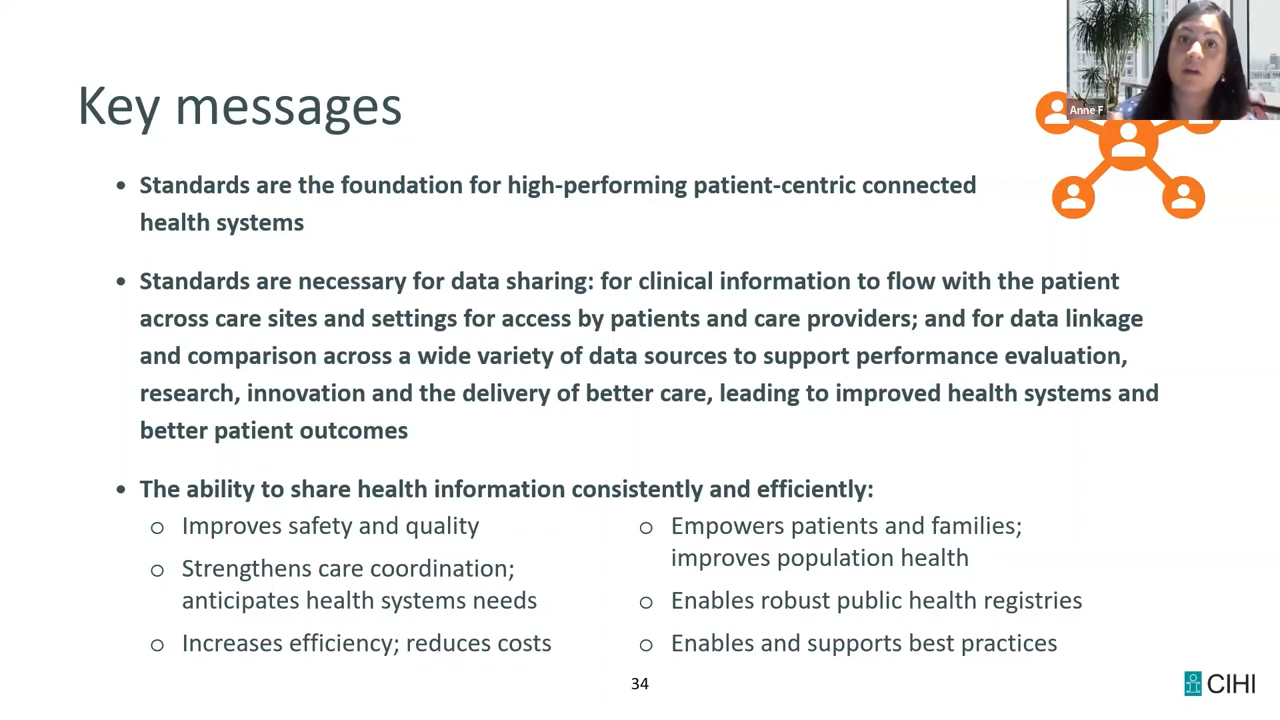 Anne F
Key messages
• Standards are the foundation for high-performing patient-centric connected
health systems
• Standards are necessary for data sharing: for clinical information to flow with the patient
across care sites and settings for access by patients and care providers; and for data linkage
and comparison across a wide variety of data sources to support performance evaluation,
research, innovation and the delivery of better care, leading to improved health systems and
better patient outcomes
• The ability to share health information consistently and efficiently:
o Improves safety and quality
o Strengthens care coordination;
anticipates health systems needs
o Increases efficiency; reduces costs
o Empowers patients and families;
improves population health
o Enables robust public health registries
o Enables and supports best practices
34
CIHI